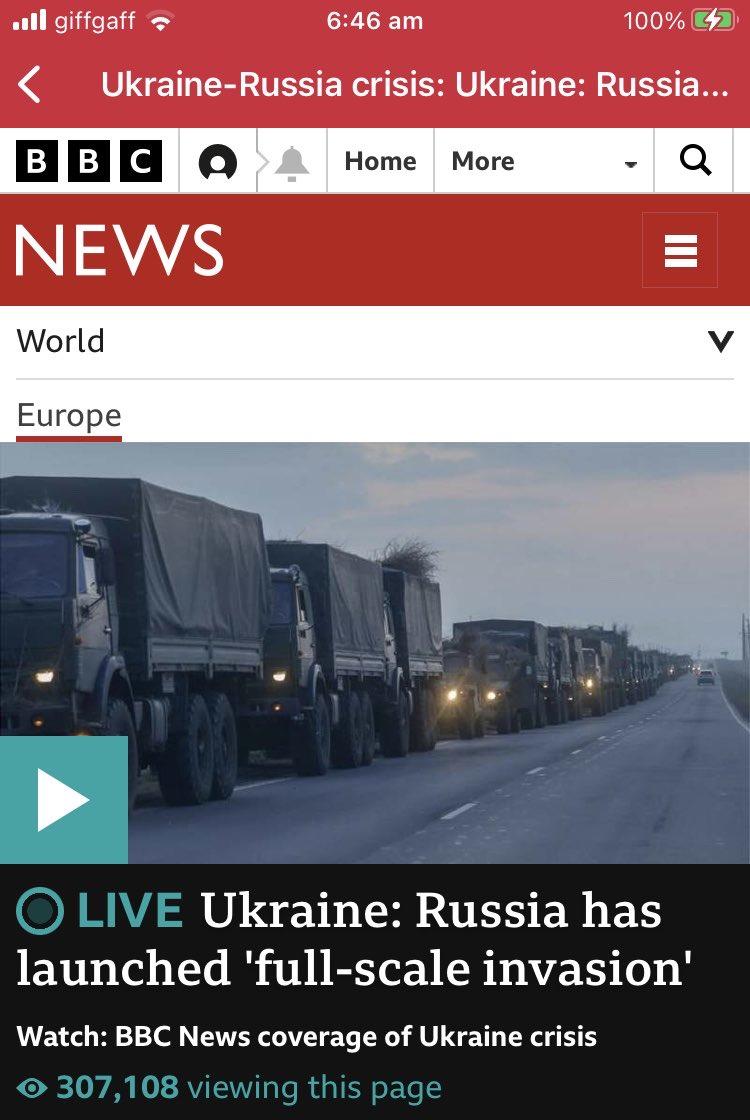 giffgaff 6:46 am 100%
Ukraine-Russia crisis: Ukraine: Russia...
BBC Home More
NEWS
World
Europe
LIVE Ukraine: Russia has
launched 'full-scale invasion'
Watch: BBC News coverage of Ukraine crisis
307,108 viewing this page